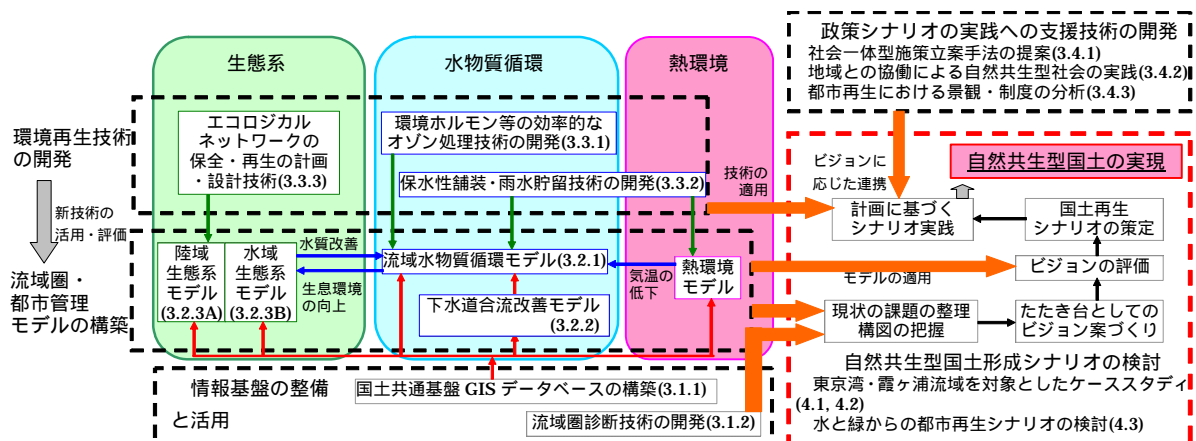 生態系
水物質循環
熱環境
環境再生技術
の開発
新技術の
活用・評価
流域圏・
都市管理
モデルの構築
エコロジカル
ネットワークの
保全・再生の計画
・設計技術(3.3.3)
環境ホルモン等の効率的な
オゾン処理技術の開発(3.3.1)
保水性舗装・雨水貯留技術の開発(3.3.2)
陸域
生態系
モデル
(3.2.3A)
水域
生態系
モデル
(3.2.3B)
水質改善
生息環境
の向上
流域水物質循環モデル(3.2.1)
下水道合流改善モデル
(3.2.2)
気温の
低下
熱環境
モデル
情報基盤の整備
と活用
国土共通基盤 GIS データベースの構築(3.1.1)
流域圏診断技術の開発(3.1.2)
技術の
適用
モデルの適用
政策シナリオの実践への支援技術の開発
社会一体型施策立案手法の提案(3.4.1)
地域との協働による自然共生型社会の実践(3.4.2)
都市再生における景観・制度の分析(3.4.3)
ビジョンに
応じた連携
自然共生型国土の実現
計画に基づく
シナリオ実践
国土再生
シナリオの策定
ビジョンの評価
現状の課題の整理
構図の把握
たたき台としての
ビジョン案づくり
自然共生型国土形成シナリオの検討
東京湾・霞ヶ浦流域を対象としたケーススタディ
(4.1, 4.2)
水と緑からの都市再生シナリオの検討(4.3)